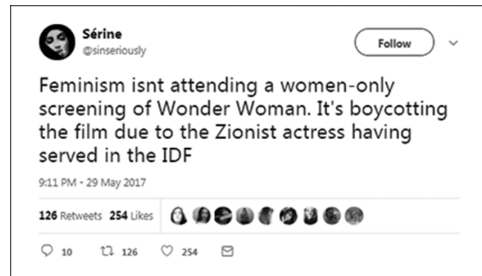 Sérine
@sinseriously
Follow
Feminism isnt attending a women-only
screening of Wonder Woman. It's boycotting
the film due to the Zionist actress having
served in the IDF
9:11 PM - 29 May 2017
126 Retweets 254 Likes
10 126 254